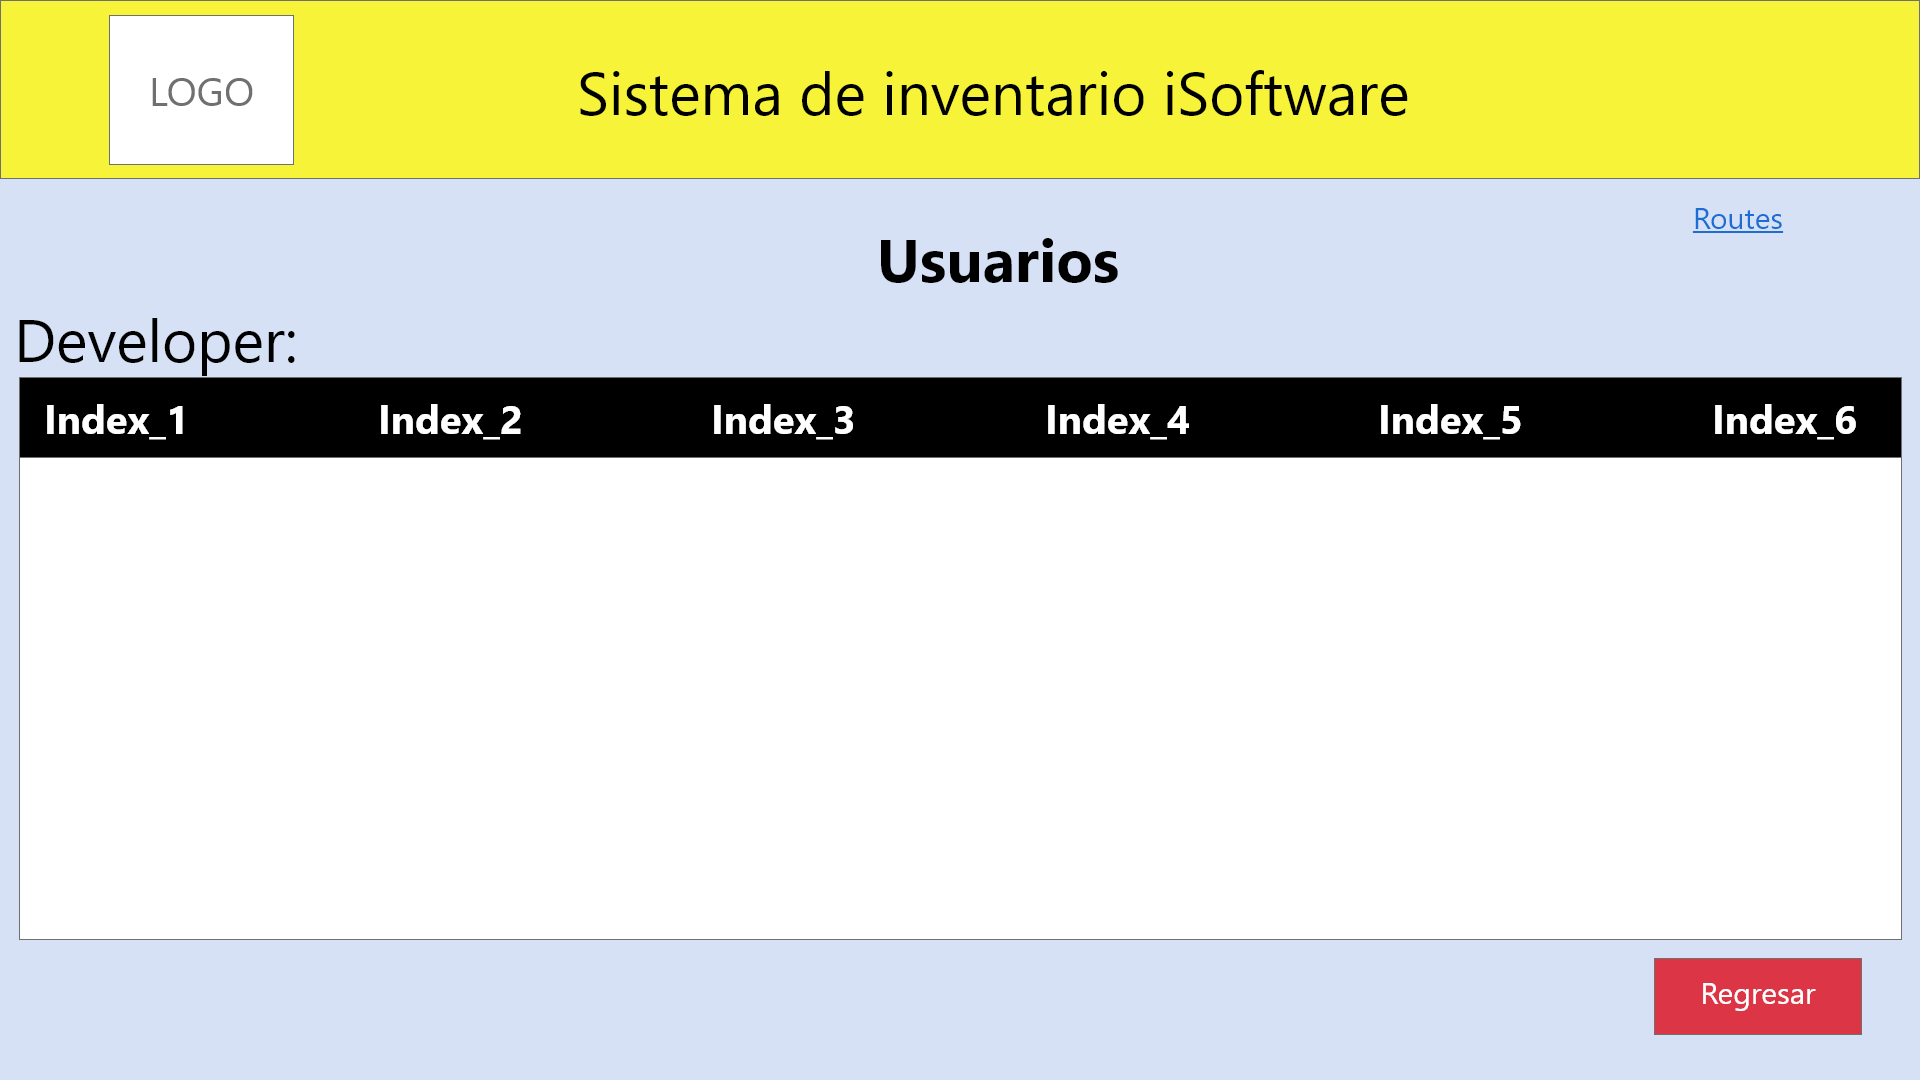 LOGO
Sistema de inventario iSoftware
Routes
Usuarios
Developer:
Index_1 Index_2 Index_3 Index_4 Index_5 Index_6
Regresar